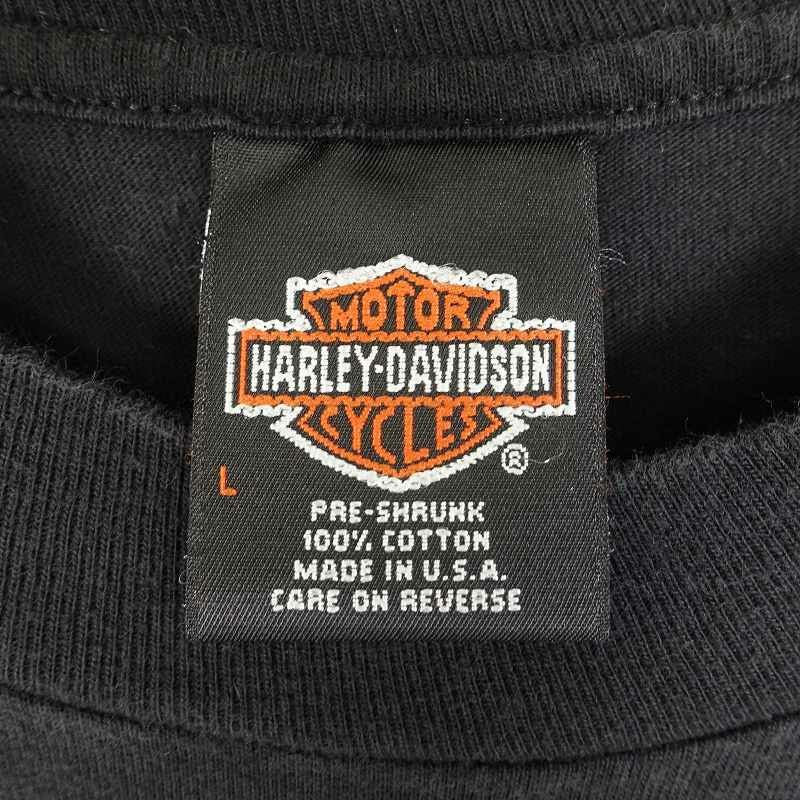 MOTOR
HARLEY-DAVIDSON
CYCLES
®
L
PRE-SHRUNK
100% COTTON
MADE IN U.S.A.
CARE ON REVERSE